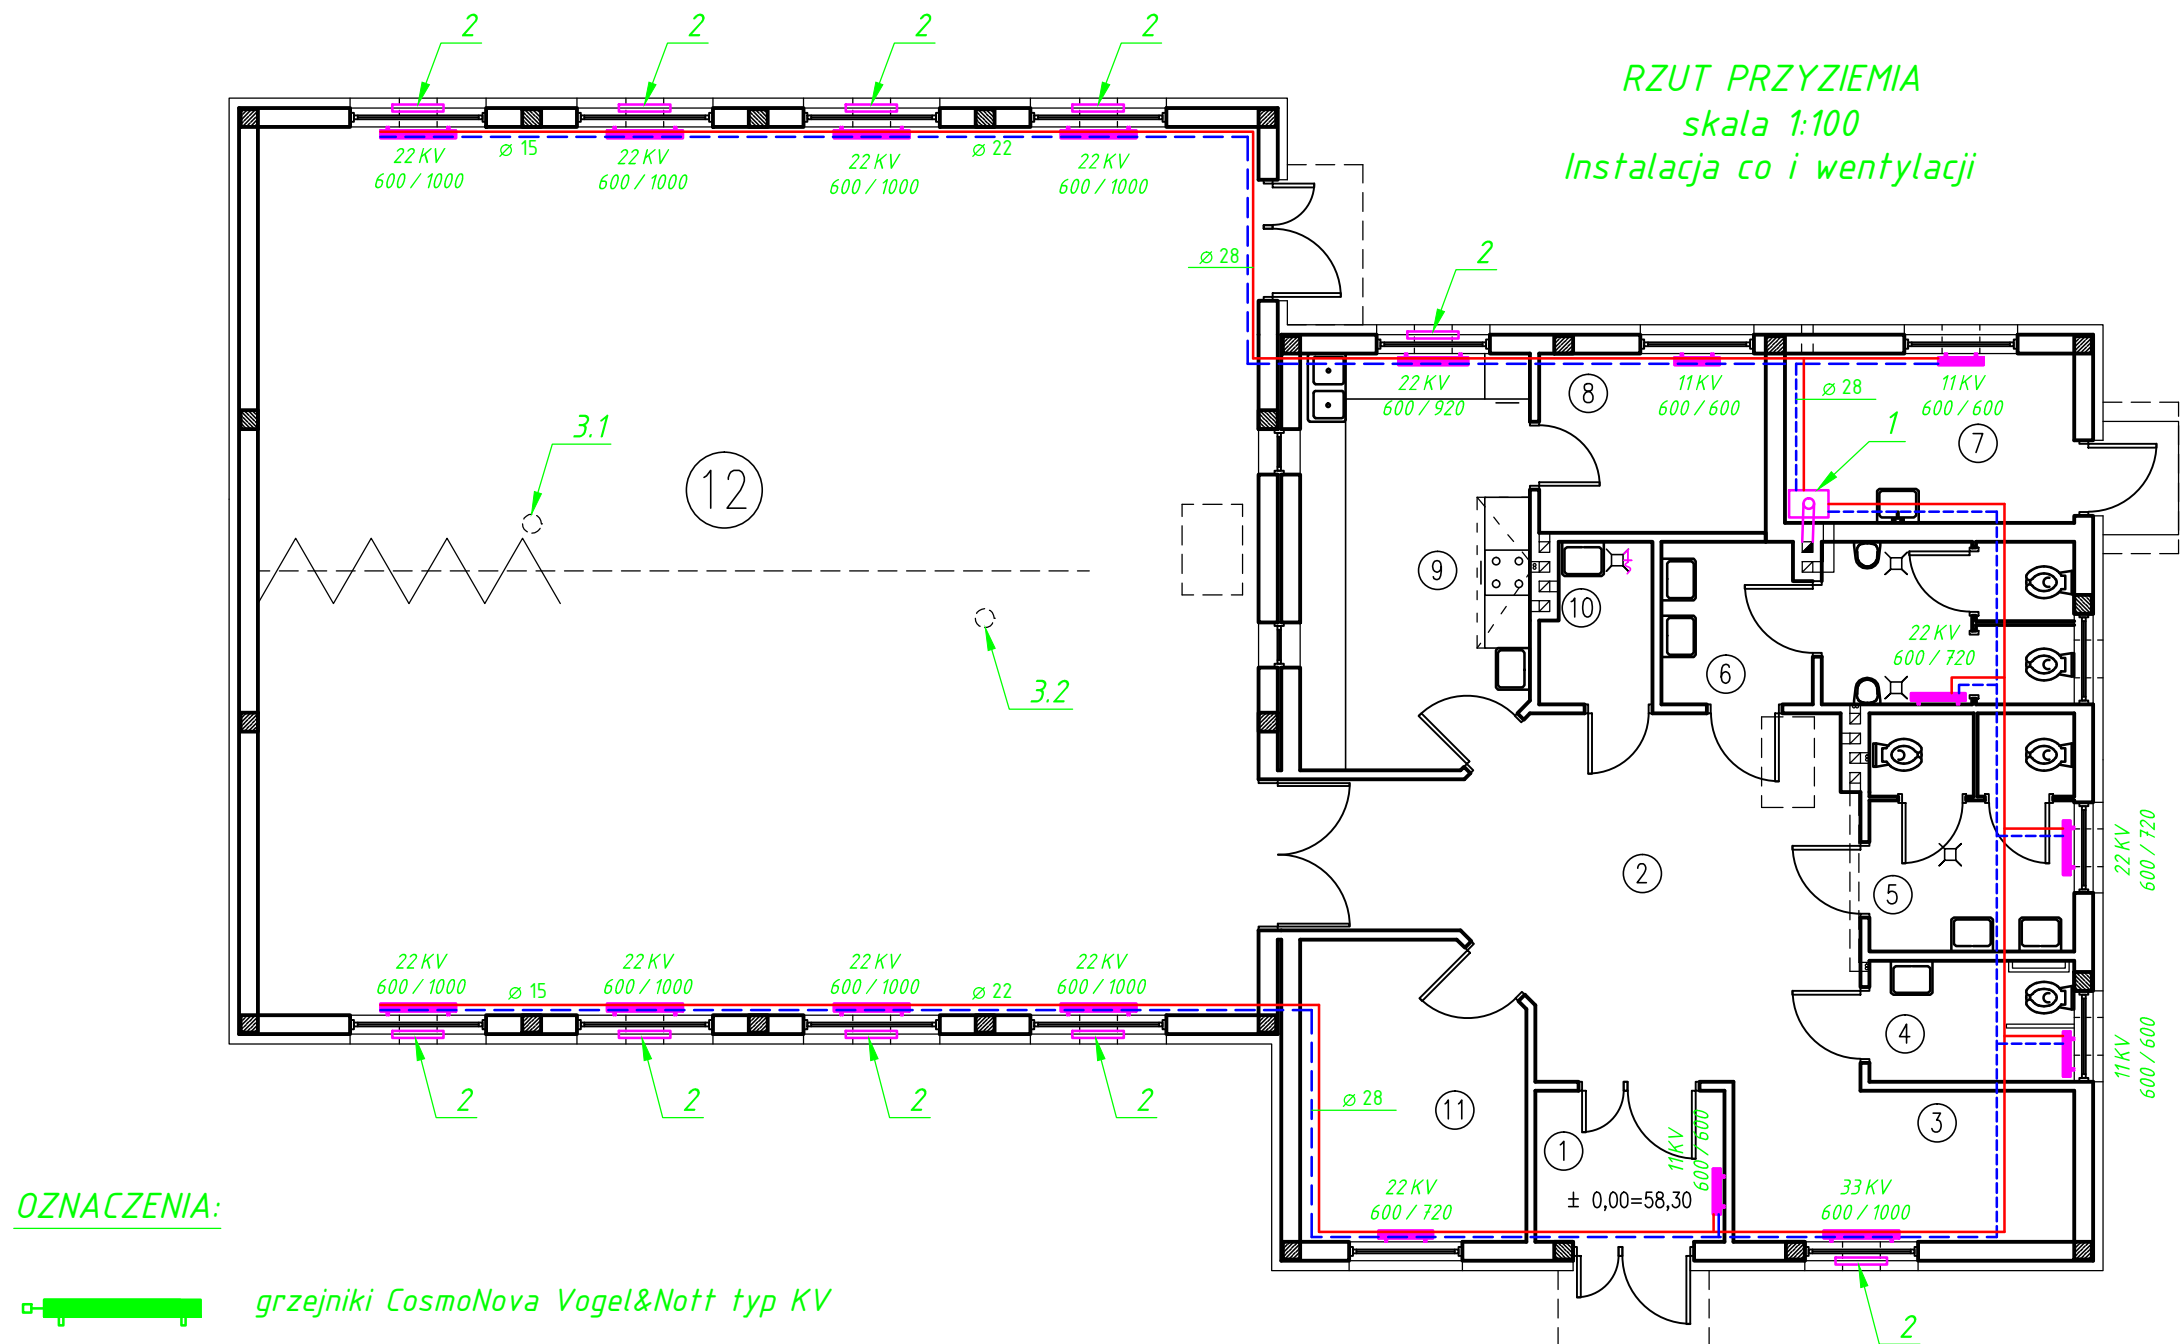 2
2
2
2
RZUT PRZYZIEMIA
skala 1:100
Instalacja co i wentylacji
22 KV
600 / 1000
ø 15
22 KV
600 / 1000
22 KV
600 / 1000
ø 22
22 KV
600 / 1000
ø 28
2
22 KV
600 / 920
8
11 KV
600 / 600
ø 28
11 KV
600 / 600
1
7
3.1
12
9
10
3.2
6
22 KV
600 / 720
2
5
22 KV
600 / 720
22 KV
600 / 1000
ø 15
22 KV
600 / 1000
22 KV
600 / 1000
ø 22
22 KV
600 / 1000
4
11 KV
600 / 600
2
2
2
2
ø 28
11
1
11 KV
600 / 600
3
± 0,00=58,30
22 KV
600 / 720
33 KV
600 / 1000
2
OZNACZENIA:
grzejniki CosmoNova Vogel&Nott typ KV